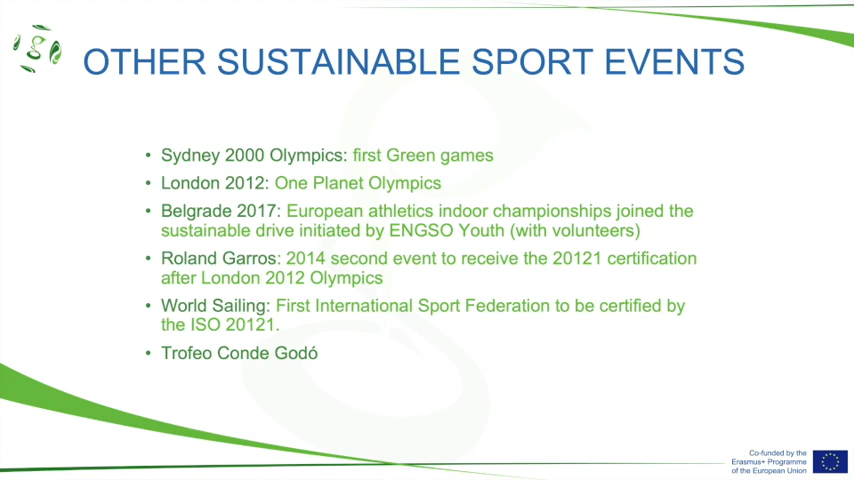 OTHER SUSTAINABLE SPORT EVENTS
• Sydney 2000 Olympics: first Green games
• London 2012: One Planet Olympics
• Belgrade 2017: European athletics indoor championships joined the
sustainable drive initiated by ENGSO Youth (with volunteers)
• Roland Garros: 2014 second event to receive the 20121 certification
after London 2012 Olympics
• World Sailing: First International Sport Federation to be certified by
the ISO 20121.
• Trofeo Conde Godó
Co-funded by the
Erasmus+ Programme
of the European Union